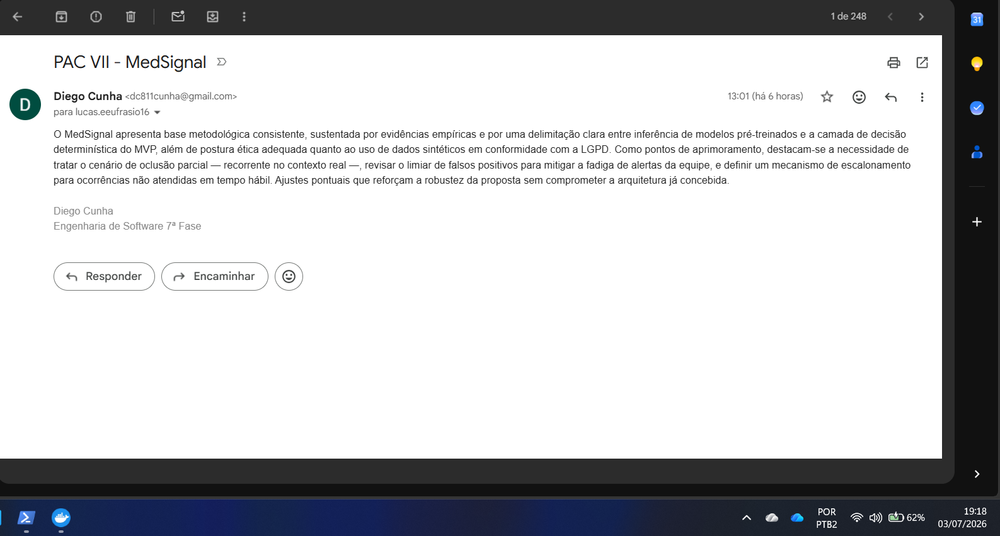 1 de 248
31
PAC VII - MedSignal
D
Diego Cunha <dc811cunha@gmail.com>
13:01 (há 6 horas)
para lucas.eeufrasio16
O MedSignal apresenta base metodológica consistente, sustentada por evidências empíricas e por uma delimitação clara entre inferência de modelos pré-treinados e a camada de decisão
determinística do MVP, além de postura ética adequada quanto ao uso de dados sintéticos em conformidade com a LGPD. Como pontos de aprimoramento, destacam-se a necessidade de
tratar o cenário de oclusão parcial — recorrente no contexto real —, revisar o limiar de falsos positivos para mitigar a fadiga de alertas da equipe, e definir um mecanismo de escalonamento
para ocorrências não atendidas em tempo hábil. Ajustes pontuais que reforçam a robustez da proposta sem comprometer a arquitetura já concebida.
Diego Cunha
Engenharia de Software 7ª Fase
Responder
Encaminhar
POR
PTB2
62%
19:18
03/07/2026